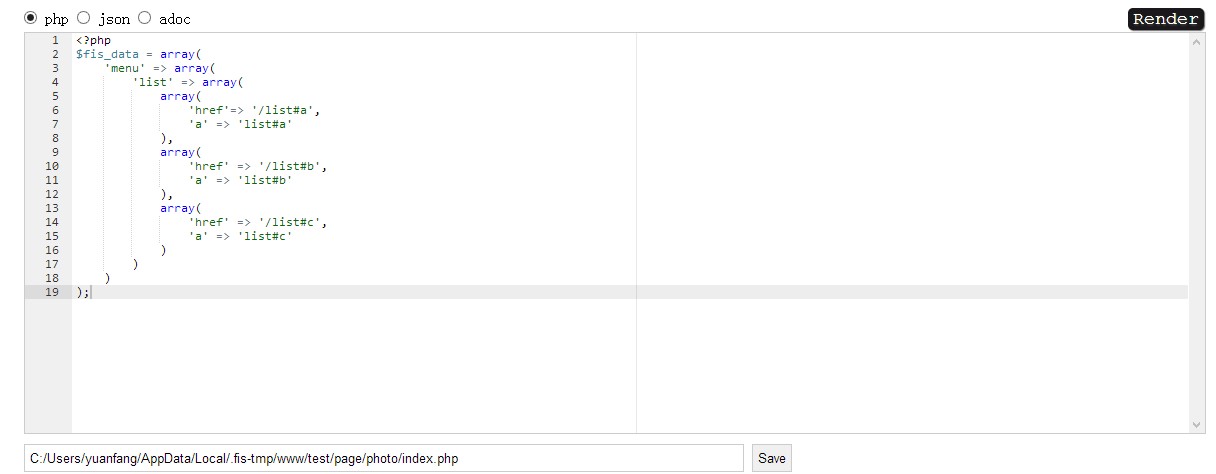 php json adoc Render
1 <?php
2 $fis_data = array(
3     'menu' => array(
4         'list' => array(
5             array(
6                 'href'=> '/list#a',
7                 'a' => 'list#a'
8             ),
9             array(
10                 'href' => '/list#b',
11                 'a' => 'list#b'
12             ),
13             array(
14                 'href' => '/list#c',
15                 'a' => 'list#c'
16             )
17         )
18     )
19 );
C:/Users/yuanfang/AppData/Local/.fis-tmp/www/test/page/photo/index.php Save